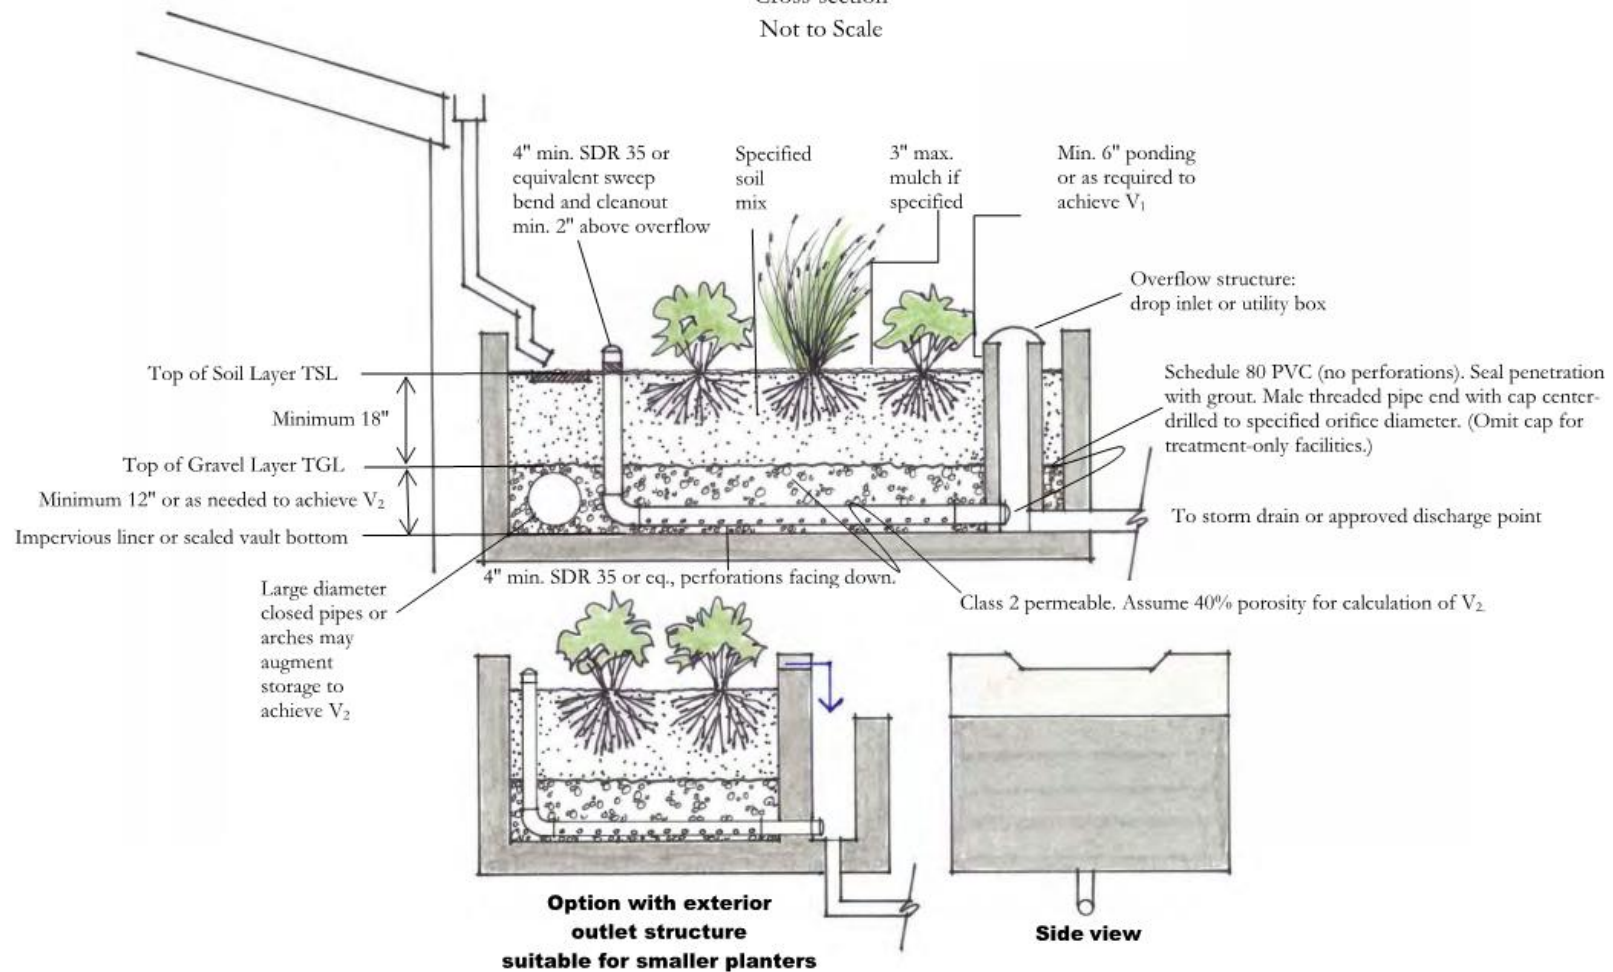 Cross-section
Not to Scale
4" min. SDR 35 or
equivalent sweep
bend and cleanout
min. 2" above overflow
Specified
soil
mix
3" max.
mulch if
specified
Min. 6" ponding
or as required to
achieve V₁
Overflow structure:
drop inlet or utility box
Top of Soil Layer TSL
Minimum 18"
Top of Gravel Layer TGL
Minimum 12" or as needed to achieve V₂
Impervious liner or sealed vault bottom
Schedule 80 PVC (no perforations). Seal penetration
with grout. Male threaded pipe end with cap center-
drilled to specified orifice diameter. (Omit cap for
treatment-only facilities.)
To storm drain or approved discharge point
4" min. SDR 35 or eq., perforations facing down.
Class 2 permeable. Assume 40% porosity for calculation of V₂
Large diameter
closed pipes or
arches may
augment
storage to
achieve V₂
Option with exterior
outlet structure
suitable for smaller planters
Side view